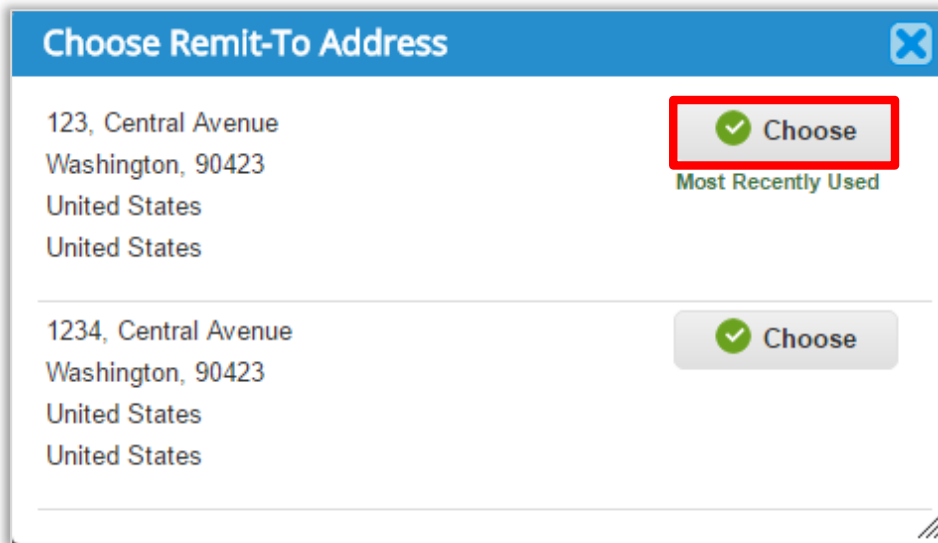 Choose Remit-To Address
123, Central Avenue
Washington, 90423
United States
United States
Choose
Most Recently Used
1234, Central Avenue
Washington, 90423
United States
United States
Choose